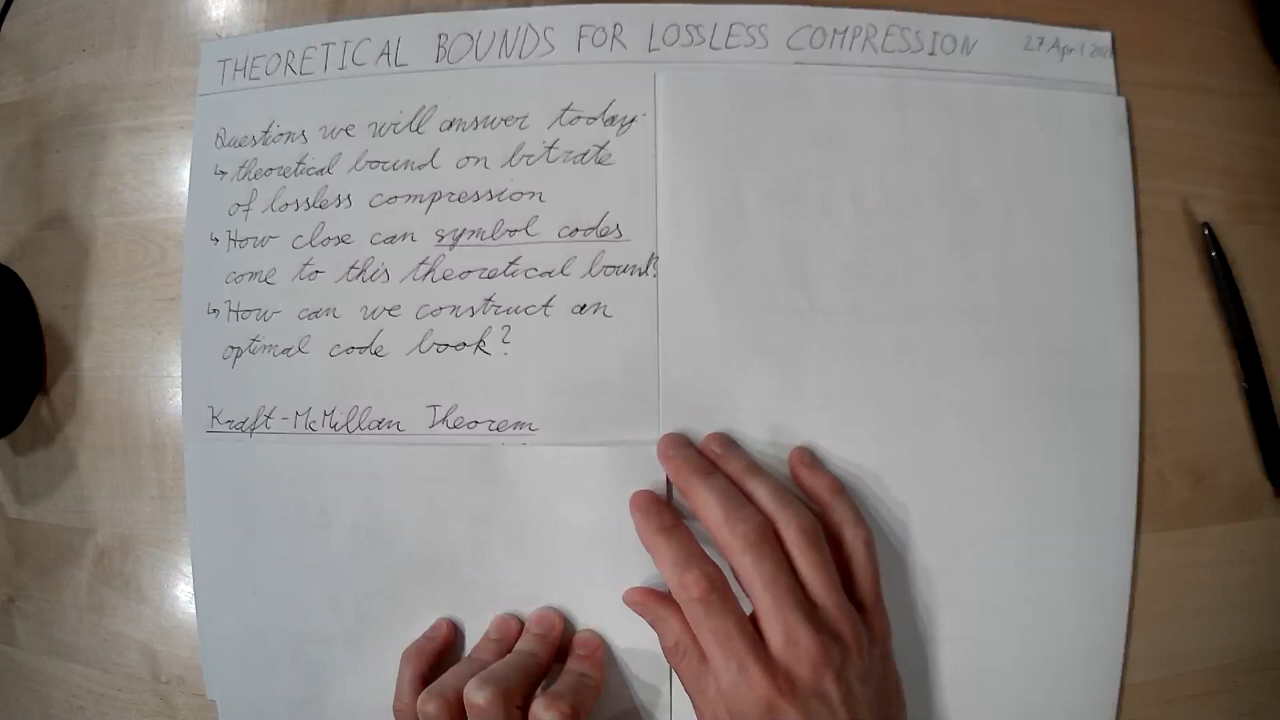 THEORETICAL BOUNDS FOR LOSSLESS COMPRESSION 27 April
Questions we will answer today:
↳ theoretical bound on bitrate
of lossless compression
↳ How close can symbol codes
come to this theoretical bound?
↳ How can we construct an
optimal code book?
Kraft-McMillan Theorem